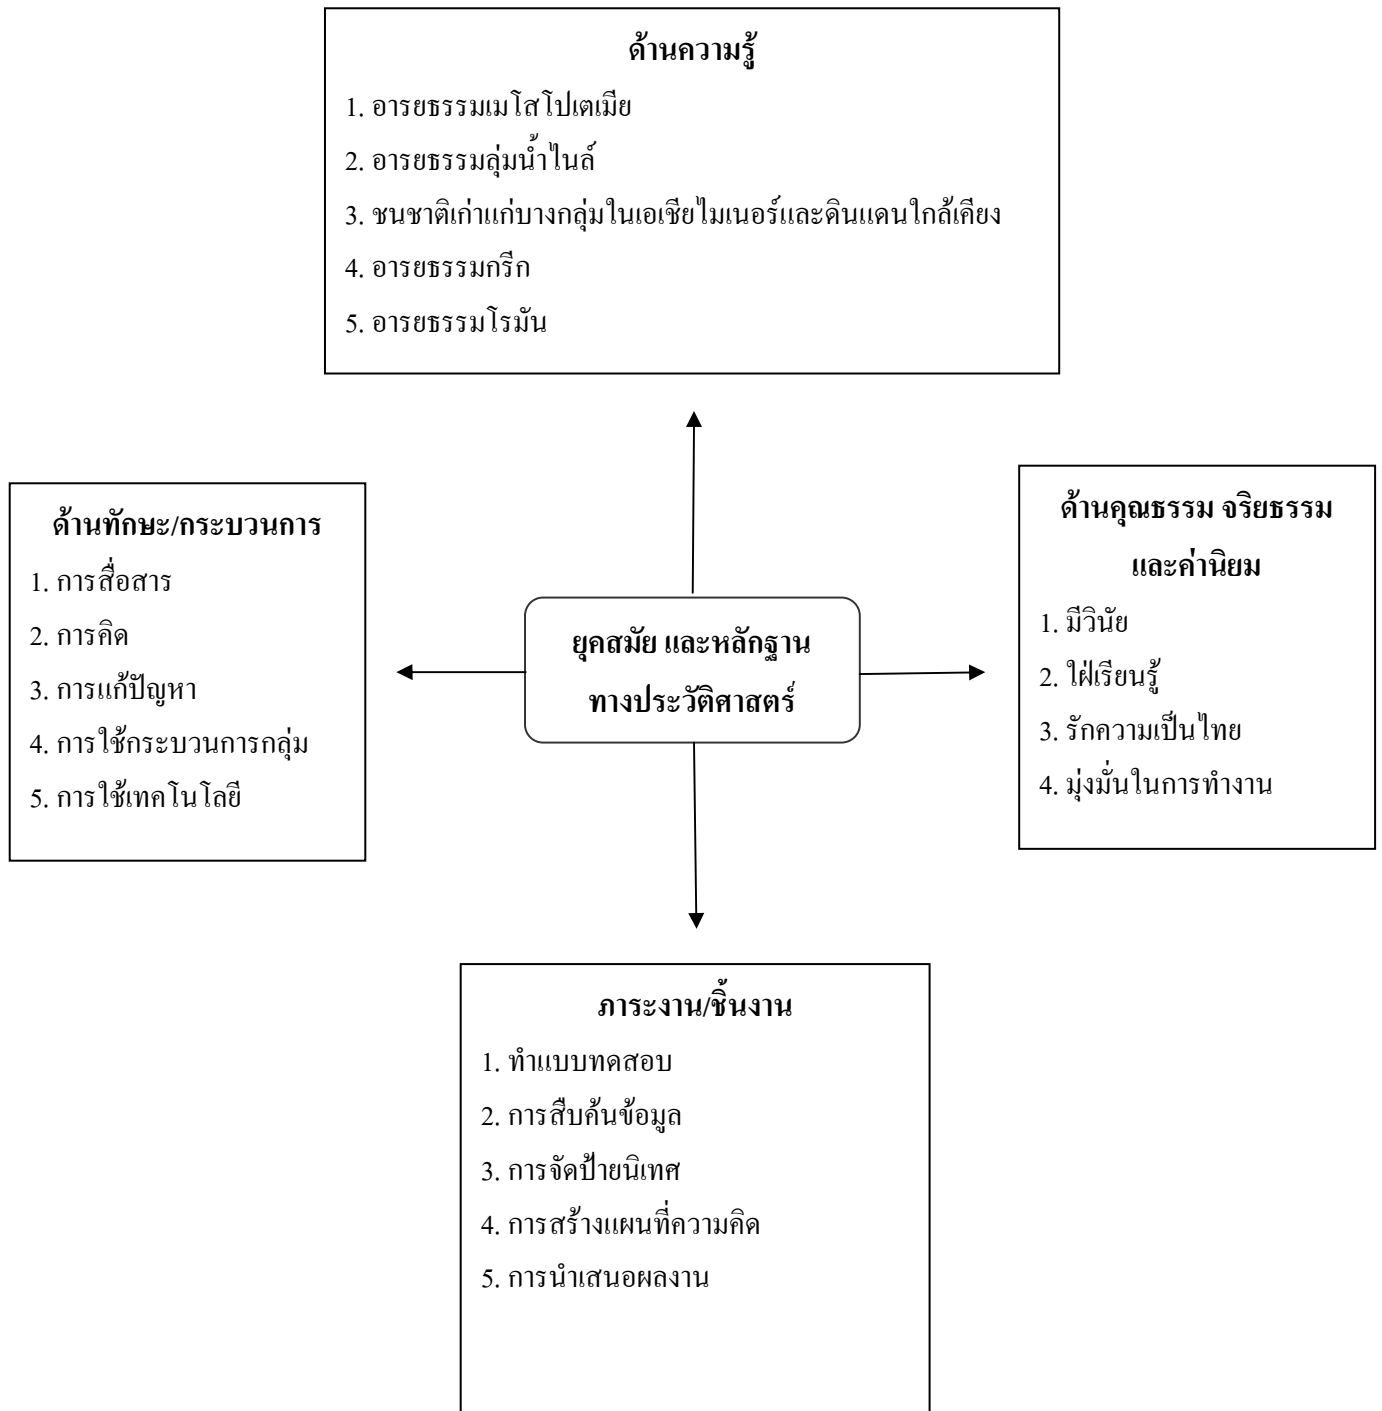 ด้านความรู้
1. อารยธรรมเมโสโปเตเมีย
2. อารยธรรมลุ่มน้ำไนล์
3. ชนชาติเก่าแก่บางกลุ่มในเอเชียไมเนอร์และดินแดนใกล้เคียง
4. อารยธรรมกรีก
5. อารยธรรมโรมัน
ด้านทักษะ/กระบวนการ
1. การสื่อสาร
2. การคิด
3. การแก้ปัญหา
4. การใช้กระบวนการกลุ่ม
5. การใช้เทคโนโลยี
ยุคสมัย และหลักฐาน
ทางประวัติศาสตร์
ด้านคุณธรรม จริยธรรม
และค่านิยม
1. มีวินัย
2. ใฝ่เรียนรู้
3. รักความเป็นไทย
4. มุ่งมั่นในการทำงาน
ภาระงาน/ชิ้นงาน
1. ทำแบบทดสอบ
2. การสืบค้นข้อมูล
3. การจัดป้ายนิเทศ
4. การสร้างแผนที่ความคิด
5. การนำเสนอผลงาน